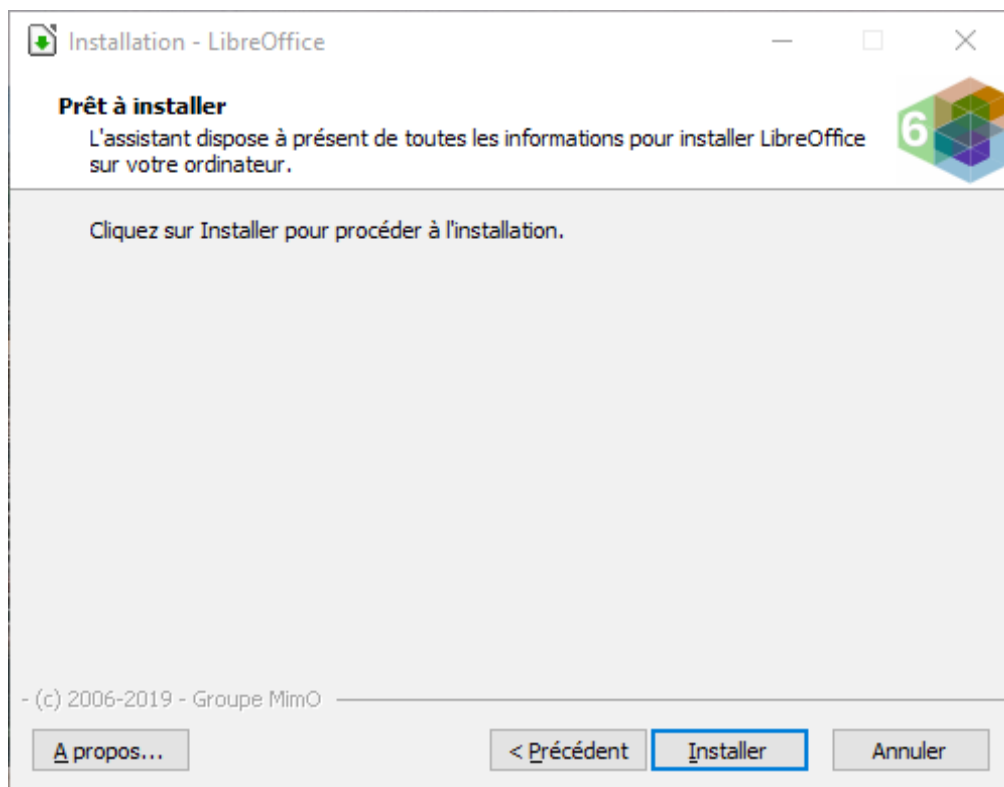 Installation - LibreOffice
Prêt à installer
L'assistant dispose à présent de toutes les informations pour installer LibreOffice
sur votre ordinateur.
6
Cliquez sur Installer pour procéder à l'installation.
- (c) 2006-2019 - Groupe MimO
A propos...
< Précédent
Installer
Annuler